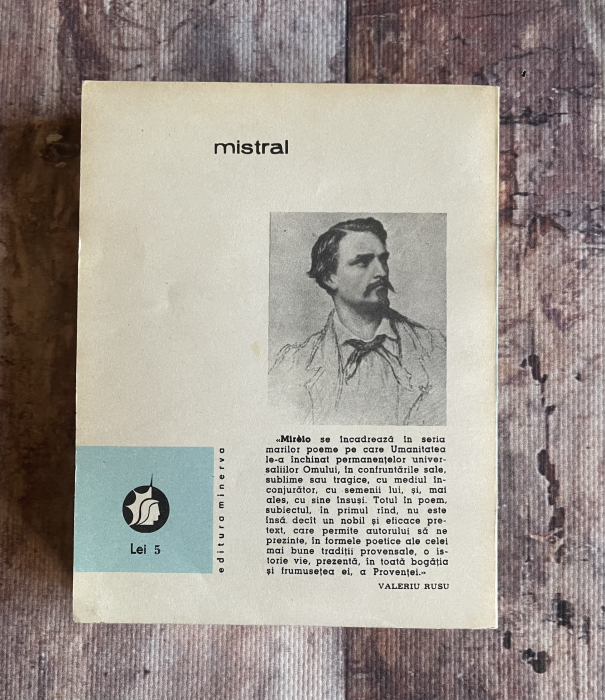 mistral
«Mirèio se încadrează în seria
marilor poeme pe care Umanitatea
le-a închinat permanențelor univer-
saliilor Omului, în confruntările sale,
sublime sau tragice, cu mediul în-
conjurător, cu semenii lui, și, mai
ales, cu sine însuși. Totul în poem,
subiectul, în primul rînd, nu este
însă decît un nobil și eficace pre-
text, care permite autorului să ne
prezinte, în formele poetice ale celei
mai bune tradiții provensale, o is-
torie vie, prezentă, în toată bogăția
și frumusețea ei, a Provenței.»
VALERIU RUSU
editura minerva
Lei 5